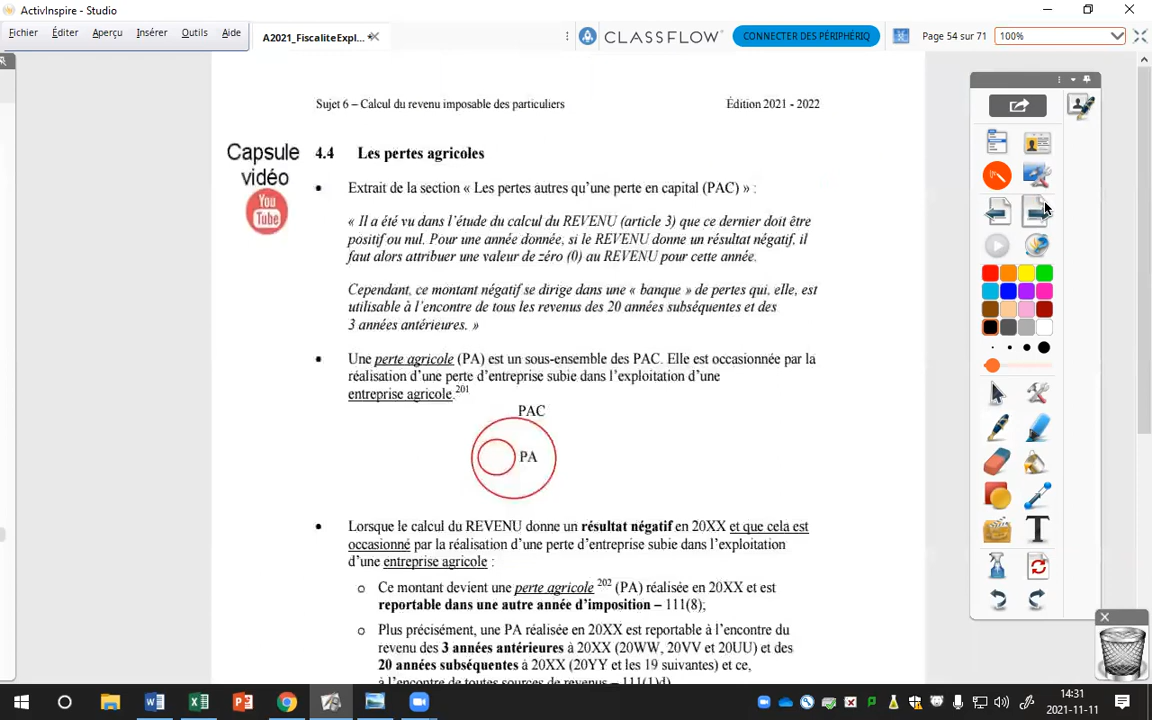 ActivInspire - Studio
Fichier Éditer Aperçu Insérer Outils Aide
A2021_FiscaliteExpl...
CLASSFLOW
CONNECTER DES PÉRIPHÉRIQ
Page 54 sur 71
100%
Sujet 6 – Calcul du revenu imposable des particuliers Édition 2021 - 2022
Capsule
vidéo
You
Tube
4.4 Les pertes agricoles
• Extrait de la section « Les pertes autres qu'une perte en capital (PAC) » :
« Il a été vu dans l'étude du calcul du REVENU (article 3) que ce dernier doit être
positif ou nul. Pour une année donnée, si le REVENU donne un résultat négatif, il
faut alors attribuer une valeur de zéro (0) au REVENU pour cette année.
Cependant, ce montant négatif se dirige dans une « banque » de pertes qui, elle, est
utilisable à l'encontre de tous les revenus des 20 années subséquentes et des
3 années antérieures. »
• Une perte agricole (PA) est un sous-ensemble des PAC. Elle est occasionnée par la
réalisation d'une perte d'entreprise subie dans l'exploitation d'une
entreprise agricole.201
PAC
PA
• Lorsque le calcul du REVENU donne un résultat négatif en 20XX et que cela est
occasionné par la réalisation d'une perte d'entreprise subie dans l'exploitation
d'une entreprise agricole :
o Ce montant devient une perte agricole 202 (PA) réalisée en 20XX et est
reportable dans une autre année d'imposition – 111(8);
o Plus précisément, une PA réalisée en 20XX est reportable à l'encontre du
revenu des 3 années antérieures à 20XX (20WW, 20VV et 20UU) et des
20 années subséquentes à 20XX (20YY et les 19 suivantes) et ce,
à l'encontre de toutes sources de revenu – 111(1)d)
14:31
2021-11-11